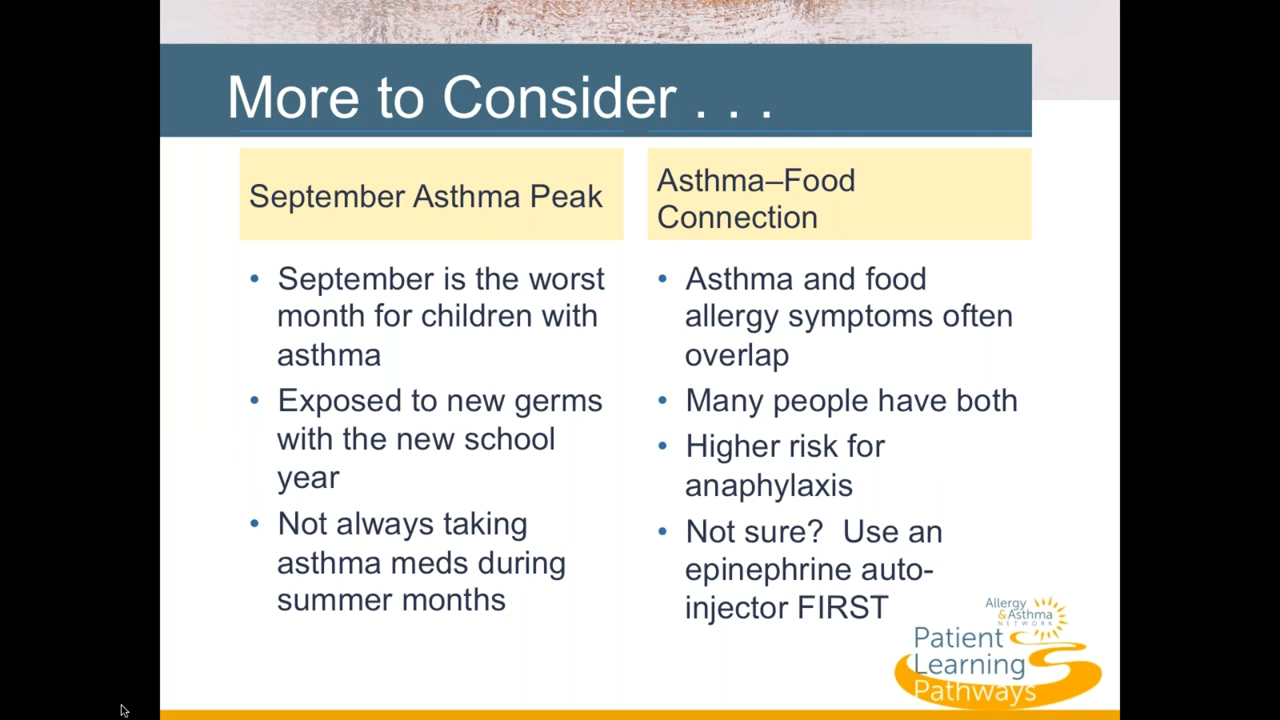 More to Consider . . .
September Asthma Peak
• September is the worst
month for children with
asthma
• Exposed to new germs
with the new school
year
• Not always taking
asthma meds during
summer months
Asthma–Food
Connection
• Asthma and food
allergy symptoms often
overlap
• Many people have both
• Higher risk for
anaphylaxis
• Not sure?  Use an
epinephrine auto-
injector FIRST
Allergy
&Asthma
NETWORK
Patient
Learning
Pathways